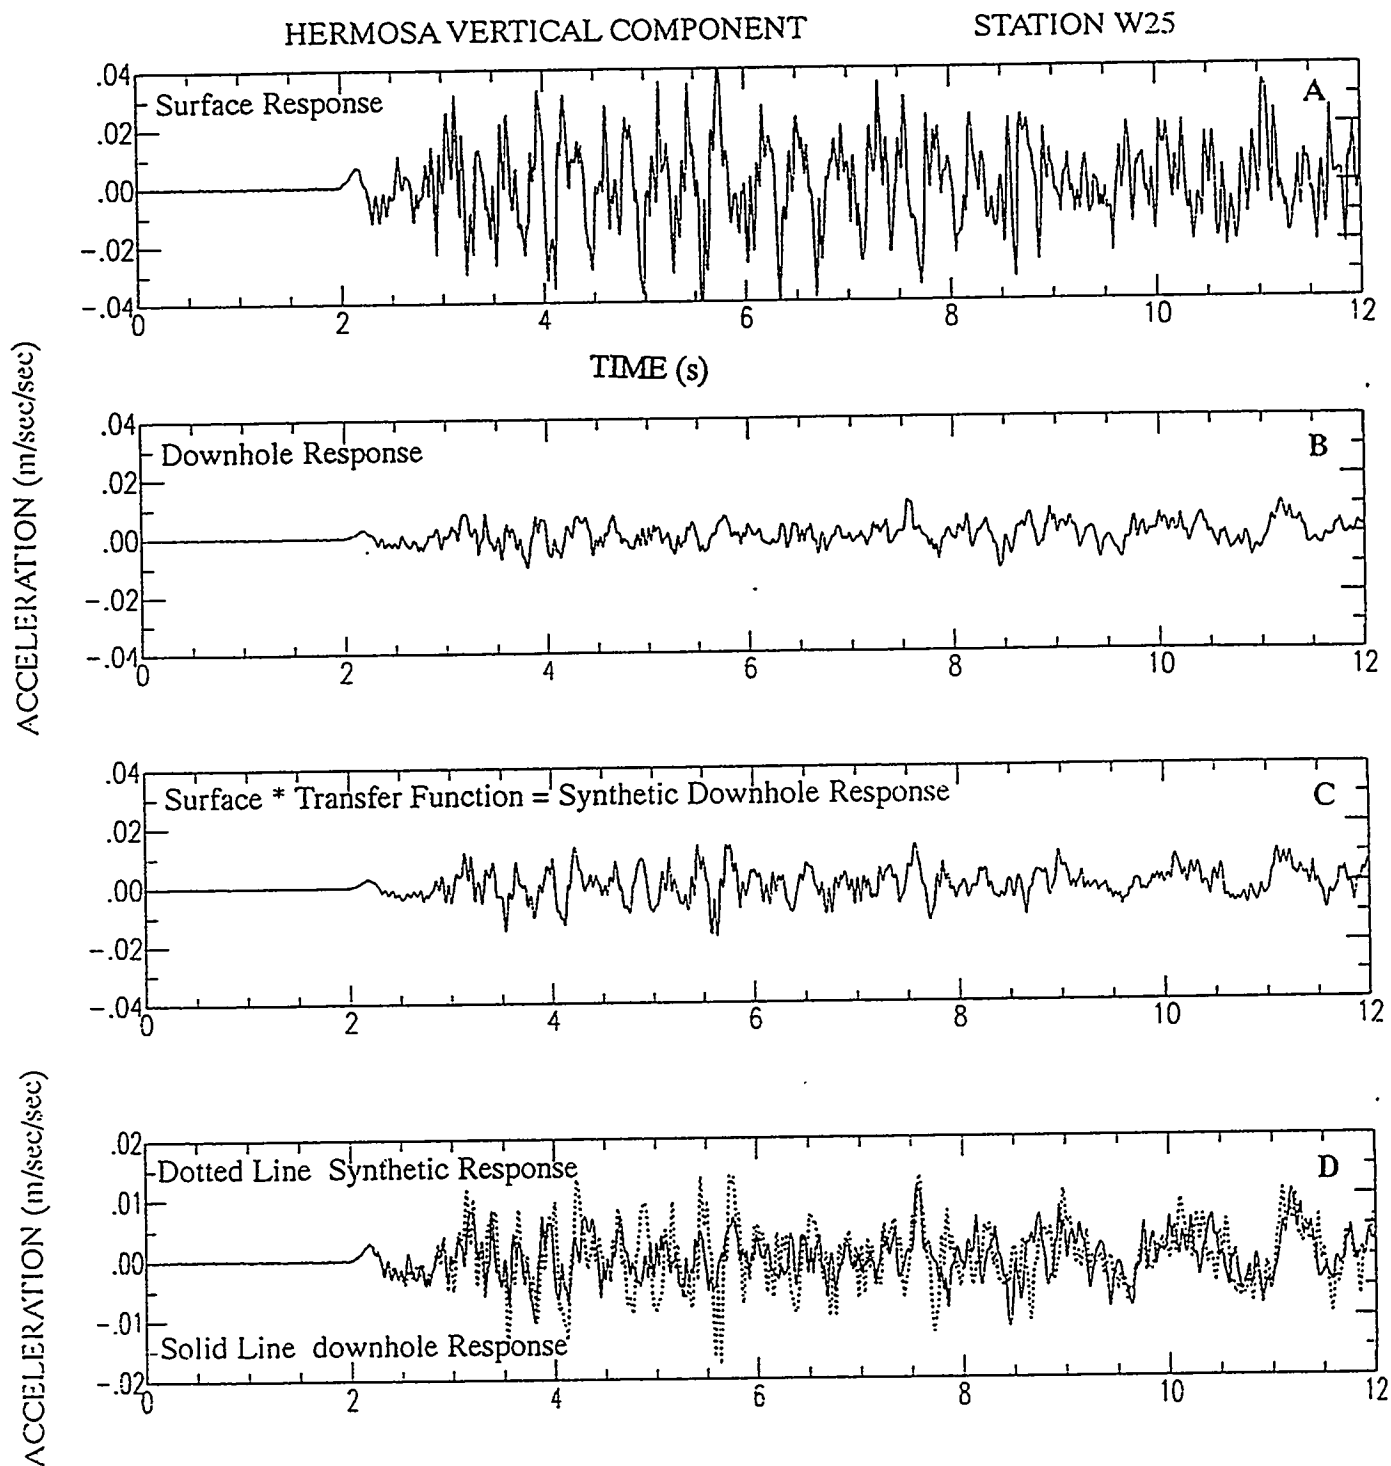 HERMOSA VERTICAL COMPONENT STATION W25
.04
Surface Response A
.02
.00
-.02
-.04
0 2 4 6 8 10 12
TIME (s)
ACCELERATION (m/sec/sec)
.04
Downhole Response B
.02
.00
-.02
-.04
0 2 4 6 8 10 12
.04
Surface * Transfer Function = Synthetic Downhole Response C
.02
.00
-.02
-.04
0 2 4 6 8 10 12
ACCELERATION (m/sec/sec)
.02
Dotted Line Synthetic Response D
.01
.00
-.01
Solid Line downhole Response
-.02
0 2 4 6 8 10 12